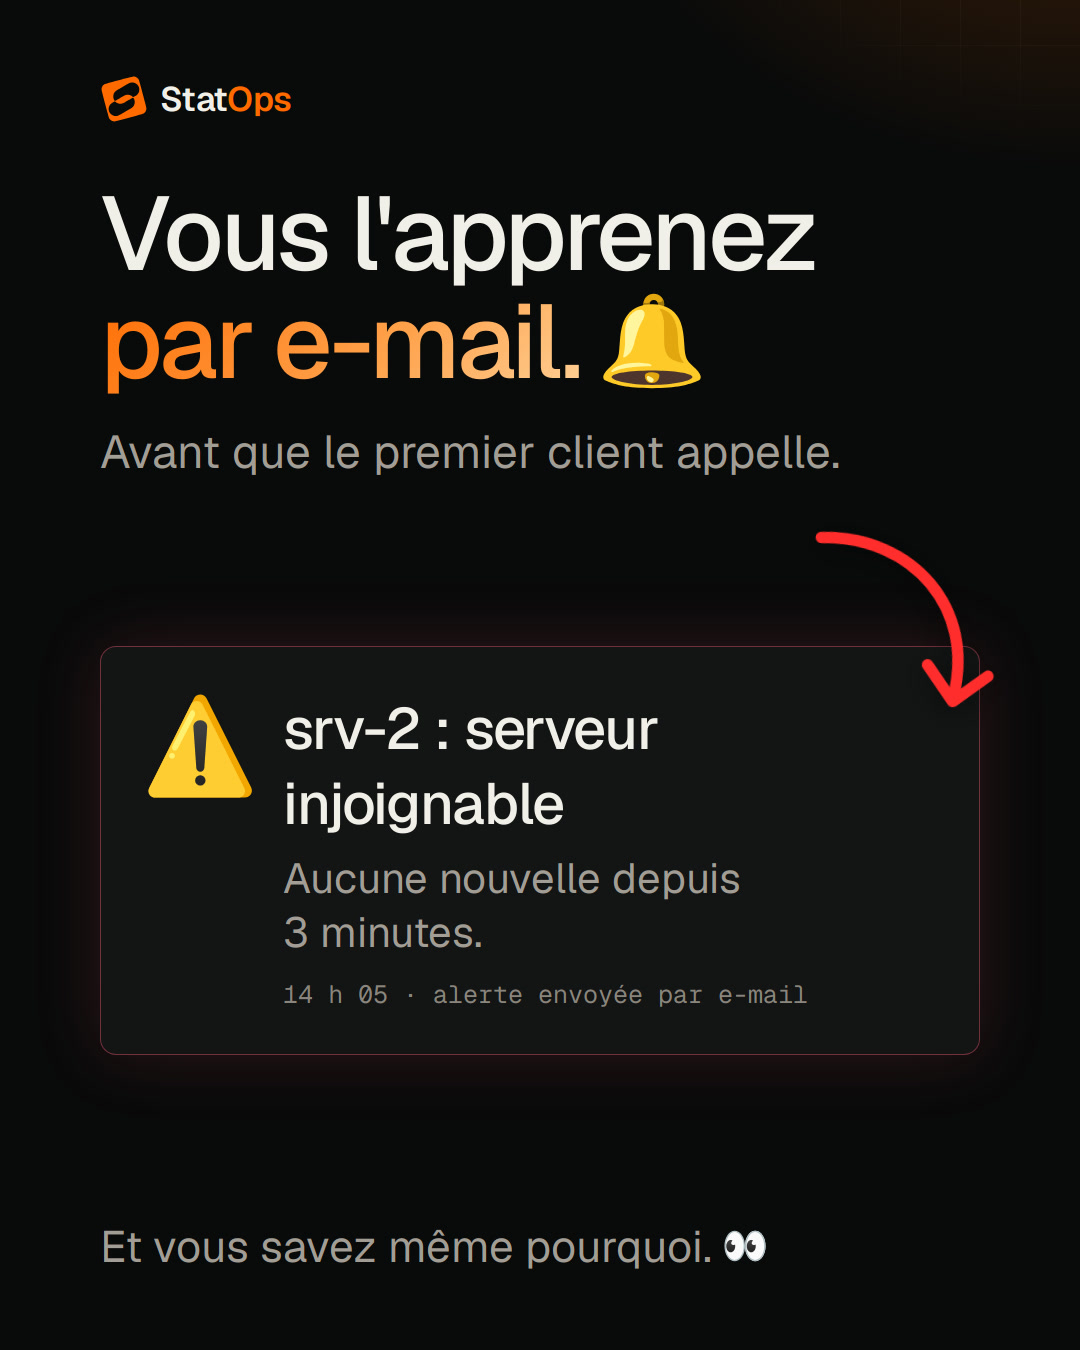 StatOps
Vous l'apprenez
par e-mail. 🔔
Avant que le premier client appelle.
srv-2 : serveur
injoignable
Aucune nouvelle depuis
3 minutes.
14 h 05 · alerte envoyée par e-mail
Et vous savez même pourquoi. 👀